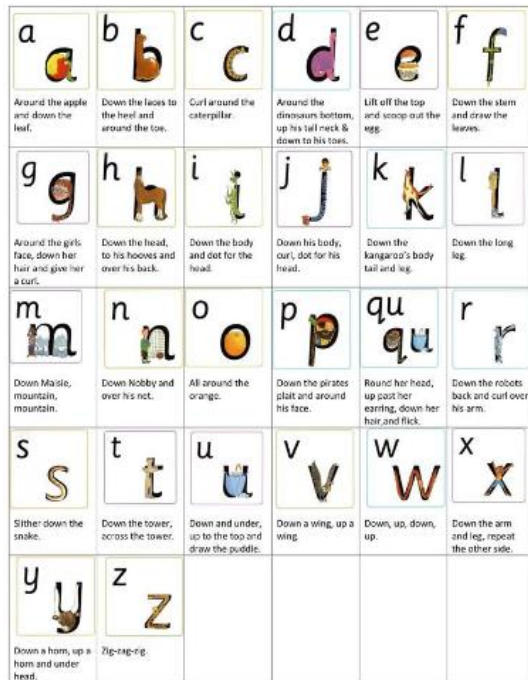 a b c d e f
Around the apple and down the leaf.
Down the laces to the heel and around the toe.
Curl around the caterpillar.
Around the dinosaurs bottom, up his tall neck & down to his toes.
Lift off the top and scoop out the egg.
Down the stem and draw the leaves.
g h i j k l
Around the girls face, down her hair and give her a curl.
Down the head, to his hooves and over his back.
Down the body and dot for the head.
Down his body, curl, dot for his head.
Down the kangaroo's body tail and leg.
Down the long leg.
m n o p qu r
Down Maisie, mountain, mountain.
Down Nobby and over his net.
All around the orange.
Down the pirates plait and around his face.
Round her head, up past her earring, down her hair,and flick.
Down the robots back and curl over his arm.
s t u v w x
Slither down the snake.
Down the tower, across the tower.
Down and under, up to the top and draw the puddle.
Down a wing, up a wing
Down, up, down, up.
Down the arm and leg, repeat the other side.
y z
Down a horn, up a horn and under head.
Zig-zag-zig.